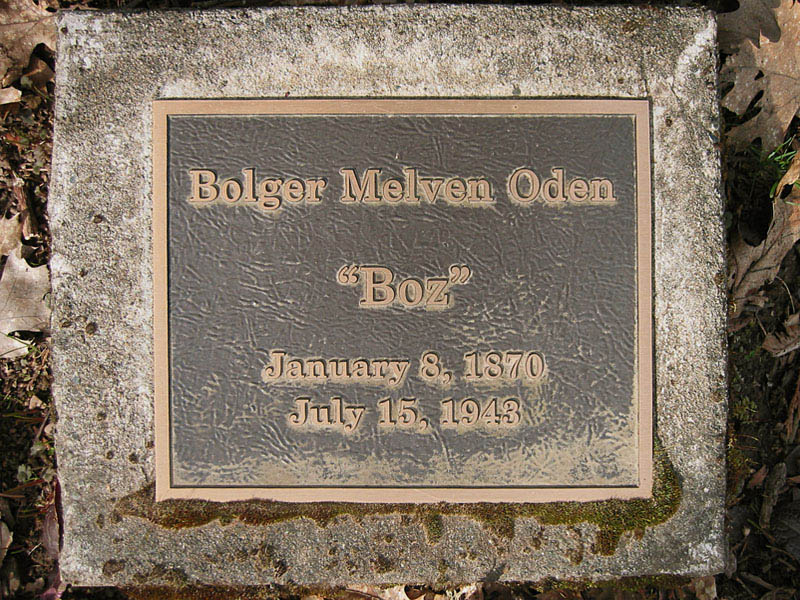 Bolger Melven Oden
“Boz”
January 8, 1870
July 15, 1943